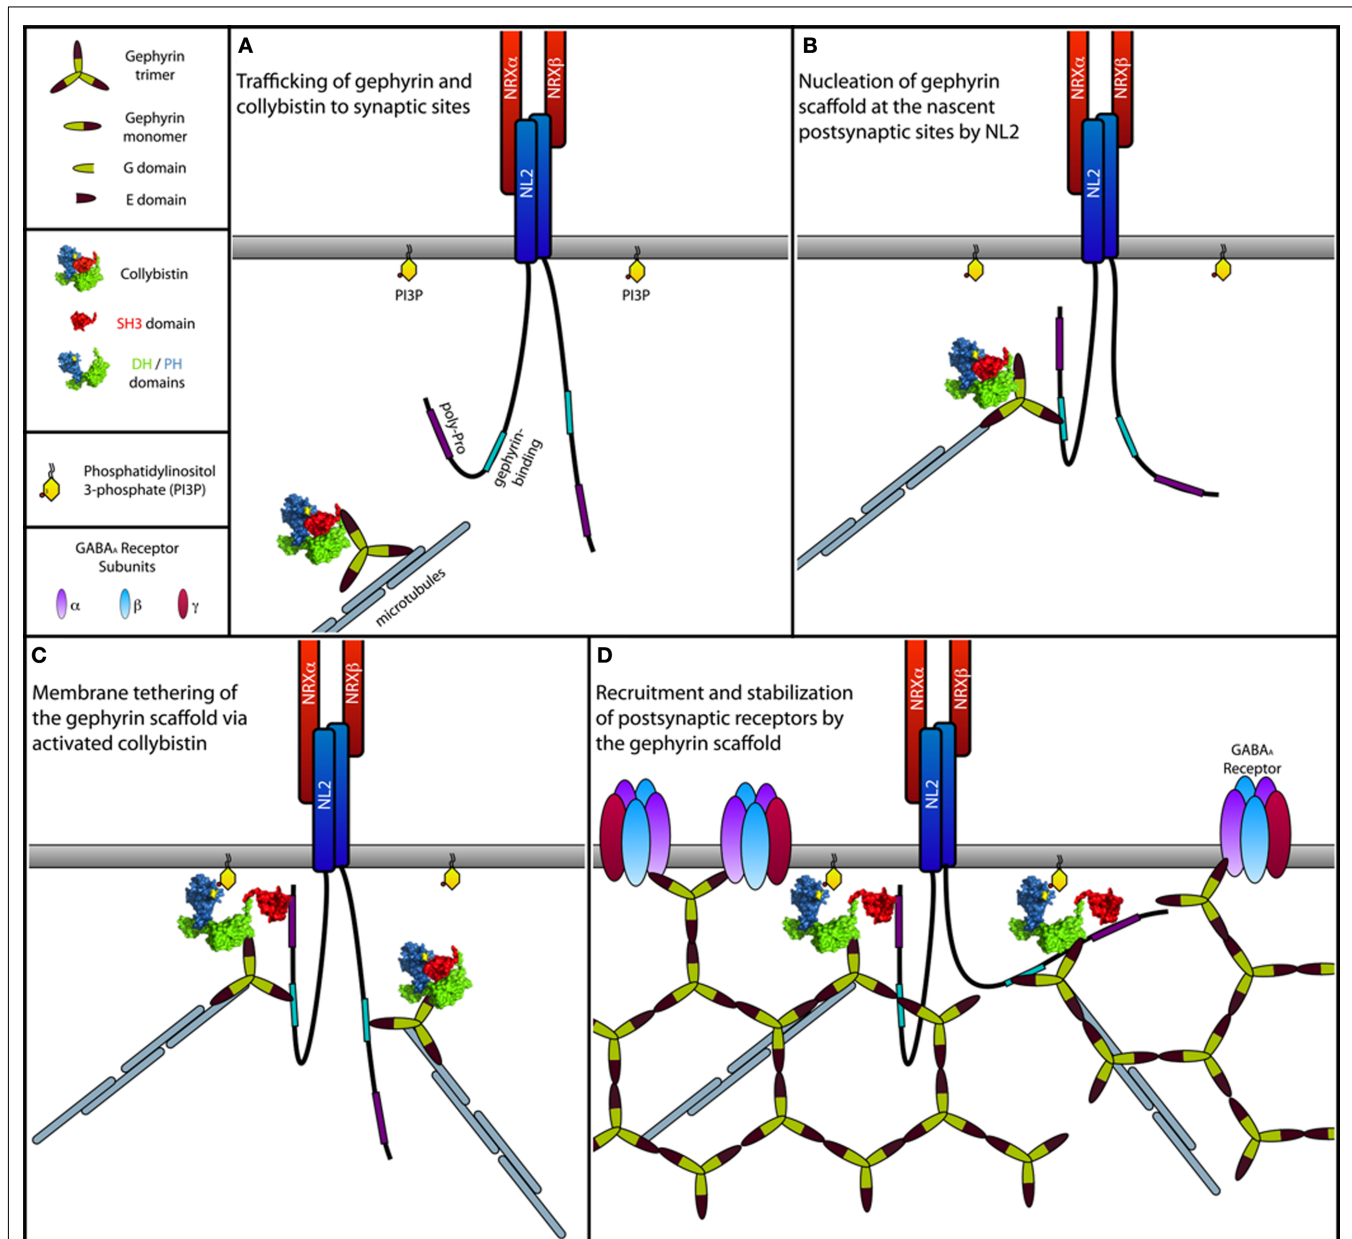 Gephyrin
trimer
Gephyrin
monomer
G domain
E domain
Collybistin
SH3 domain
DH / PH
domains
Phosphatidylinositol
3-phosphate (PI3P)
GABAA Receptor
Subunits
α
β
γ
A
Trafficking of gephyrin and
collybistin to synaptic sites
NRXα
NRXβ
NL2
PI3P
PI3P
poly-Pro
gephyrin-
binding
microtubules
B
Nucleation of gephyrin
scaffold at the nascent
postsynaptic sites by NL2
NRXα
NRXβ
NL2
C
Membrane tethering of
the gephyrin scaffold via
activated collybistin
NRXα
NRXβ
NL2
D
Recruitment and stabilization
of postsynaptic receptors by
the gephyrin scaffold
NRXα
NRXβ
NL2
GABAA
Receptor